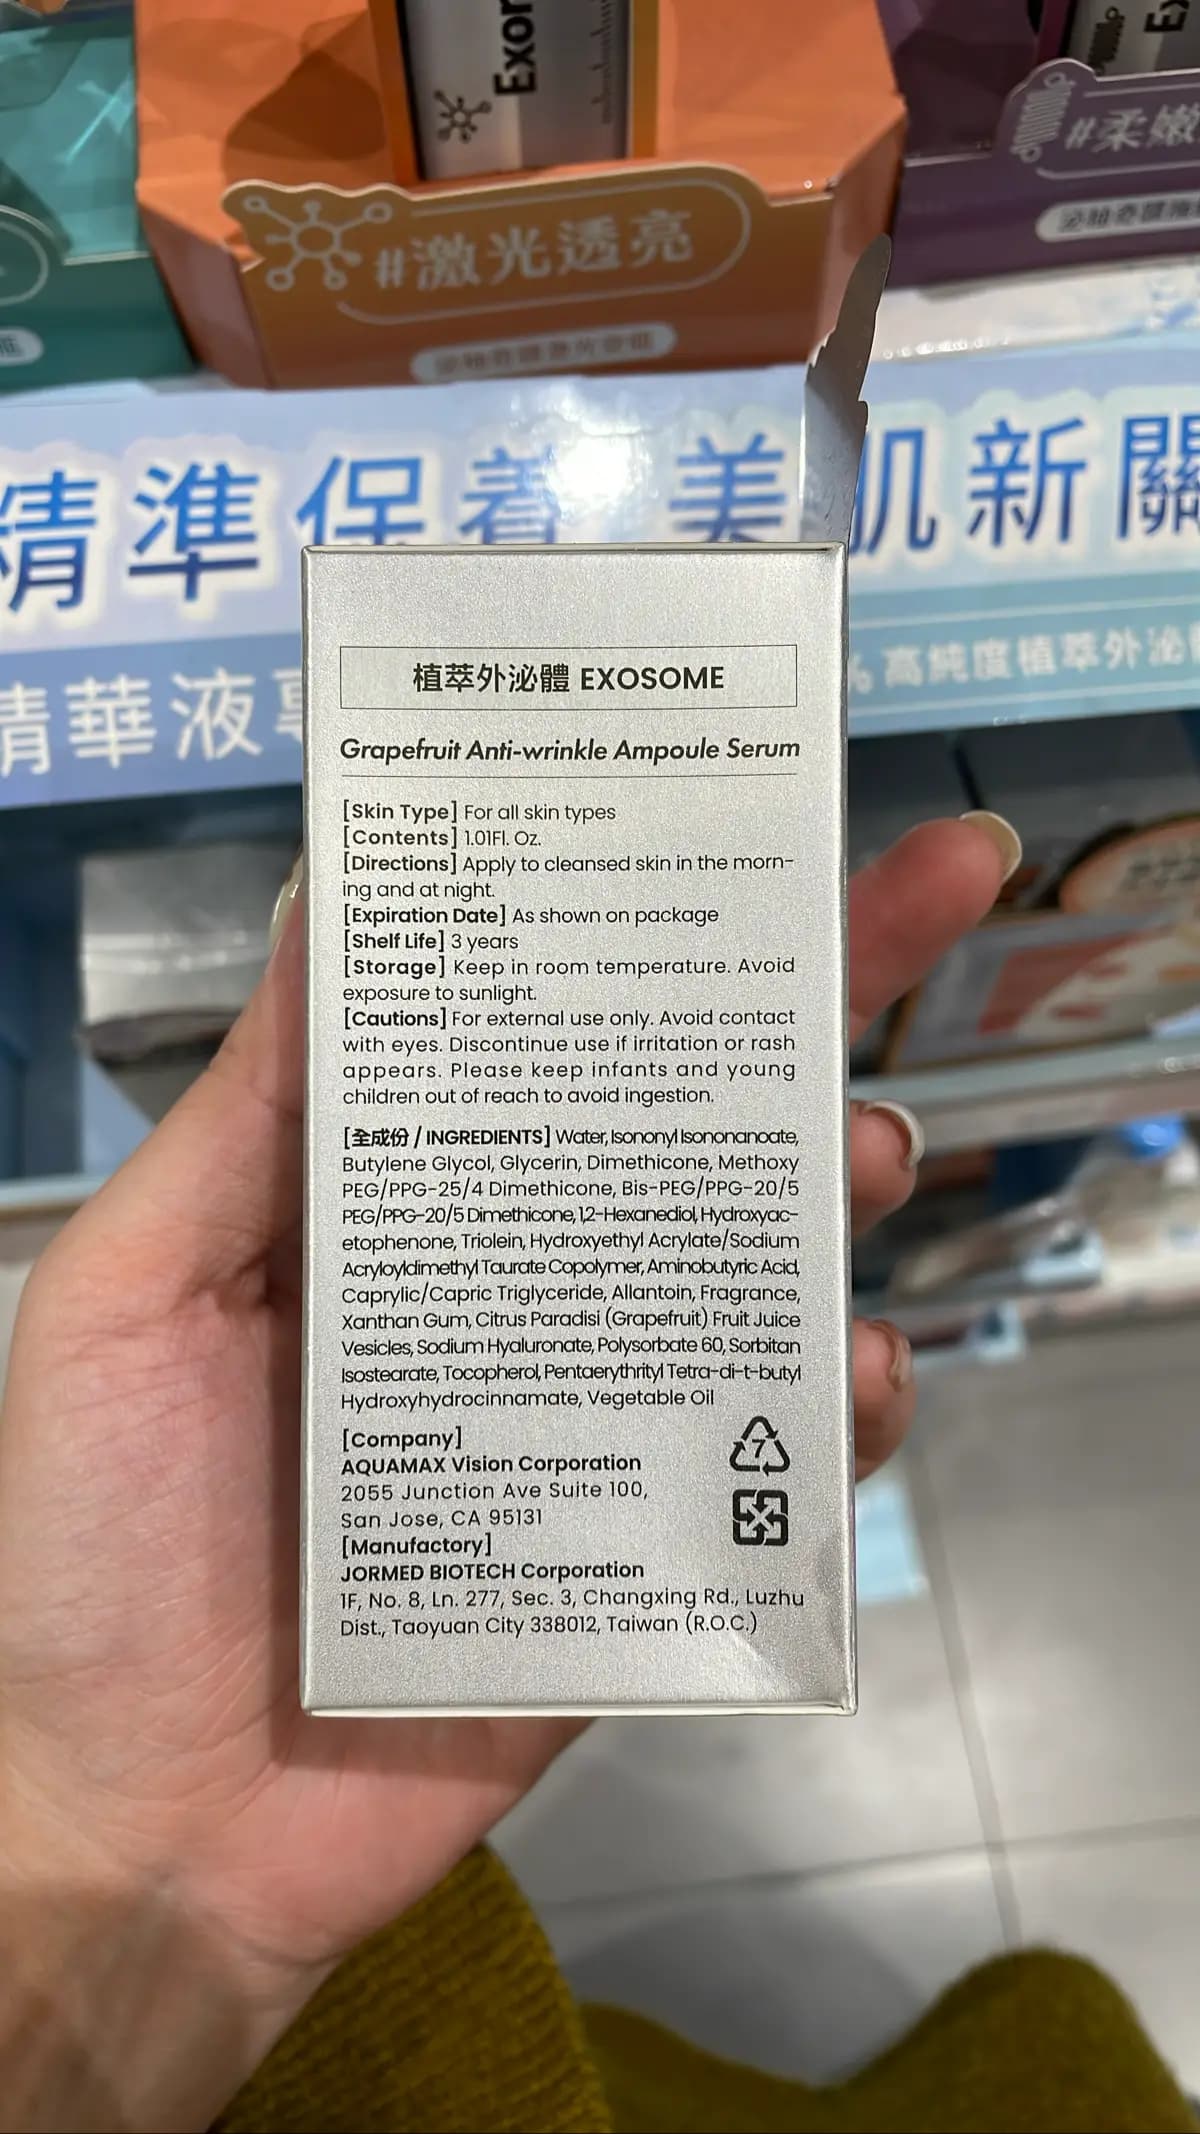 Exor
#激光透亮
#柔嫩
精準保養 美肌新關
精華液
高純度植萃外泌
植萃外泌體 EXOSOME
Grapefruit Anti-wrinkle Ampoule Serum
[Skin Type] For all skin types
[Contents] 1.01Fl. Oz.
[Directions] Apply to cleansed skin in the morn-
ing and at night.
[Expiration Date] As shown on package
[Shelf Life] 3 years
[Storage] Keep in room temperature. Avoid
exposure to sunlight.
[Cautions] For external use only. Avoid contact
with eyes. Discontinue use if irritation or rash
appears. Please keep infants and young
children out of reach to avoid ingestion.
[全成份 / INGREDIENTS] Water, Isononyl Isononanoate,
Butylene Glycol, Glycerin, Dimethicone, Methoxy
PEG/PPG-25/4 Dimethicone, Bis-PEG/PPG-20/5
PEG/PPG-20/5 Dimethicone, 1,2-Hexanediol, Hydroxyac-
etophenone, Triolein, Hydroxyethyl Acrylate/Sodium
Acryloyldimethyl Taurate Copolymer, Aminobutyric Acid,
Caprylic/Capric Triglyceride, Allantoin, Fragrance,
Xanthan Gum, Citrus Paradisi (Grapefruit) Fruit Juice
Vesicles, Sodium Hyaluronate, Polysorbate 60, Sorbitan
Isostearate, Tocopherol, Pentaerythrityl Tetra-di-t-butyl
Hydroxyhydrocinnamate, Vegetable Oil
[Company]
AQUAMAX Vision Corporation
2055 Junction Ave Suite 100,
San Jose, CA 95131
7
[Manufactory]
JORMED BIOTECH Corporation
1F, No. 8, Ln. 277, Sec. 3, Changxing Rd., Luzhu
Dist., Taoyuan City 338012, Taiwan (R.O.C.)